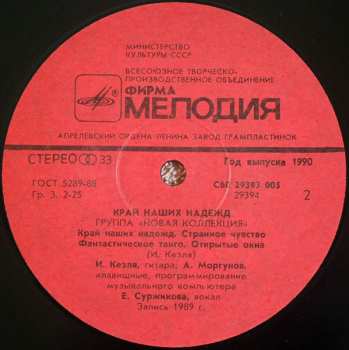 МИНИСТЕРСТВО
КУЛЬТУРЫ СССР
ВСЕСОЮЗНОЕ ТВОРЧЕСКО-
ПРОИЗВОДСТВЕННОЕ ОБЪЕДИНЕНИЕ
ФИРМА
МЕЛОДИЯ
АПРЕЛЕВСКИЙ ОРДЕНА ЛЕНИНА ЗАВОД ГРАМПЛАСТИНОК
СТЕРЕО 33
Год выпуска 1990
ГОСТ 5289-88
Гр. 3. 2-25
С60 29393 005
29394
2
КРАЙ НАШИХ НАДЕЖД
ГРУППА «НОВАЯ КОЛЛЕКЦИЯ»
Край наших надежд. Странное чувство
Фантастическое танго. Открытые окна
(И. Кезля)
И. Кезля, гитара; А. Моргунов,
клавишные, программирование
музыкального компьютера
Е. Суржикова, вокал
Запись 1989 г.